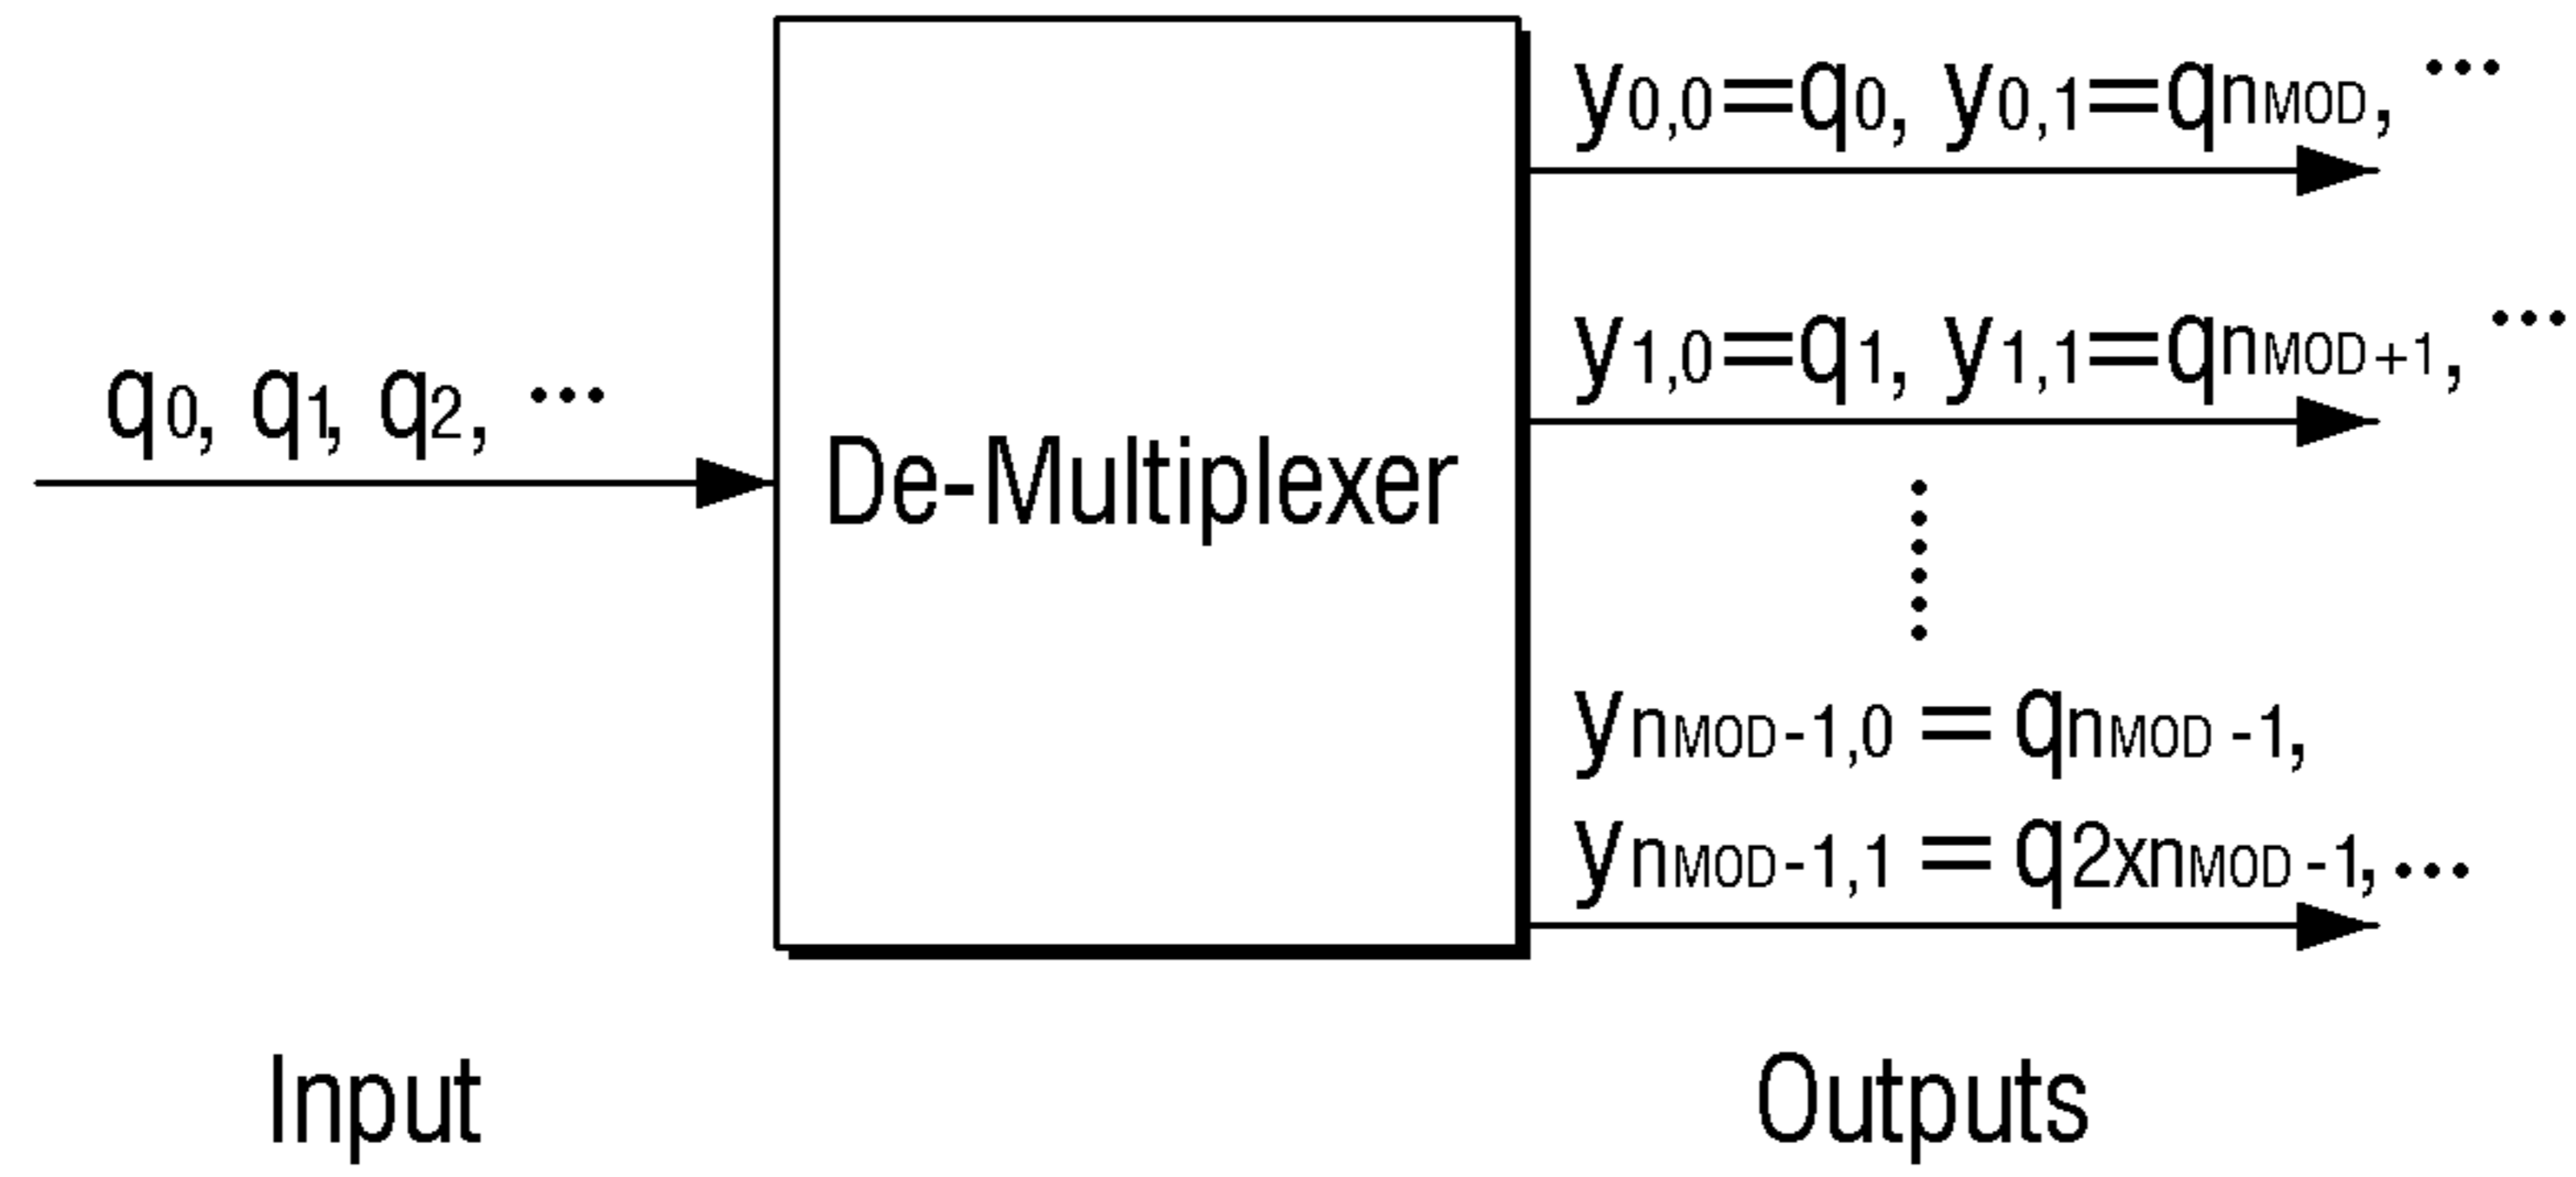 y0,0=q0, y0,1=qnMOD, ...
y1,0=q1, y1,1=qnMOD+1, ...
q0, q1, q2, ...
De-Multiplexer
ynMOD-1,0 = qnMOD-1,
ynMOD-1,1 = q2xnMOD-1, ...
Input
Outputs